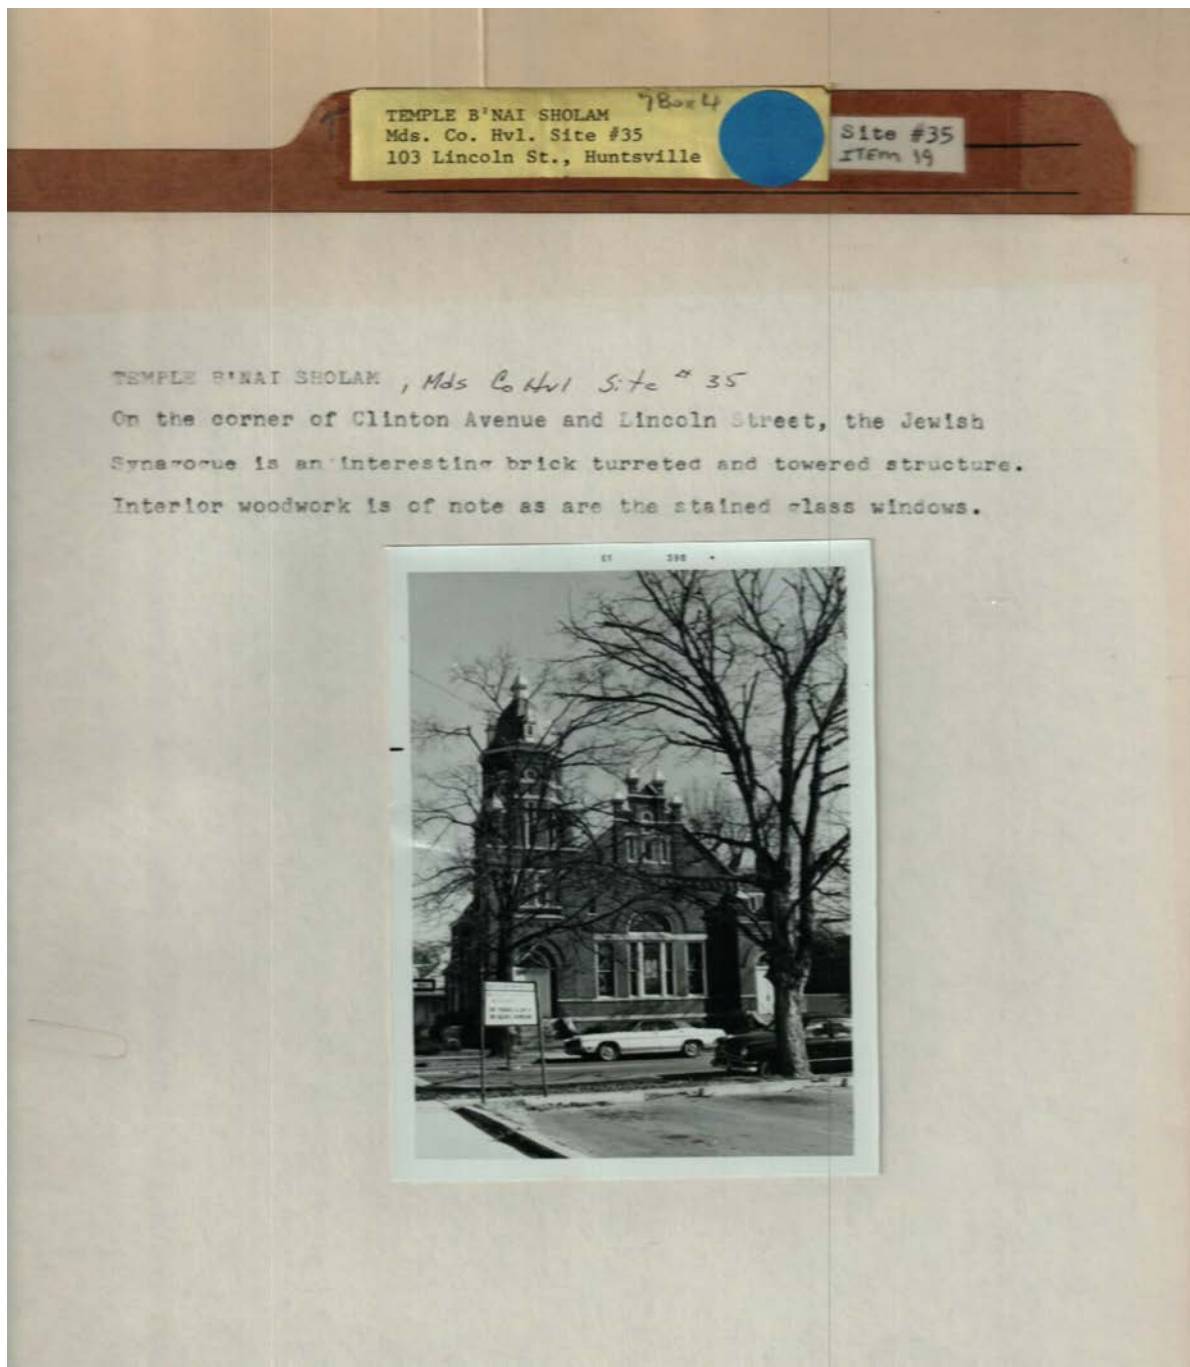 Box 4
TEMPLE B'NAI SHOLAM
Mds. Co. Hvl. Site #35
103 Lincoln St., Huntsville
Site #35
ITEM 19
TEMPLE B'NAI SHOLAM, Mds Co Hvl Site # 35
On the corner of Clinton Avenue and Lincoln Street, the Jewish
Synagogue is an interesting brick turreted and towered structure.
Interior woodwork is of note as are the stained glass windows.